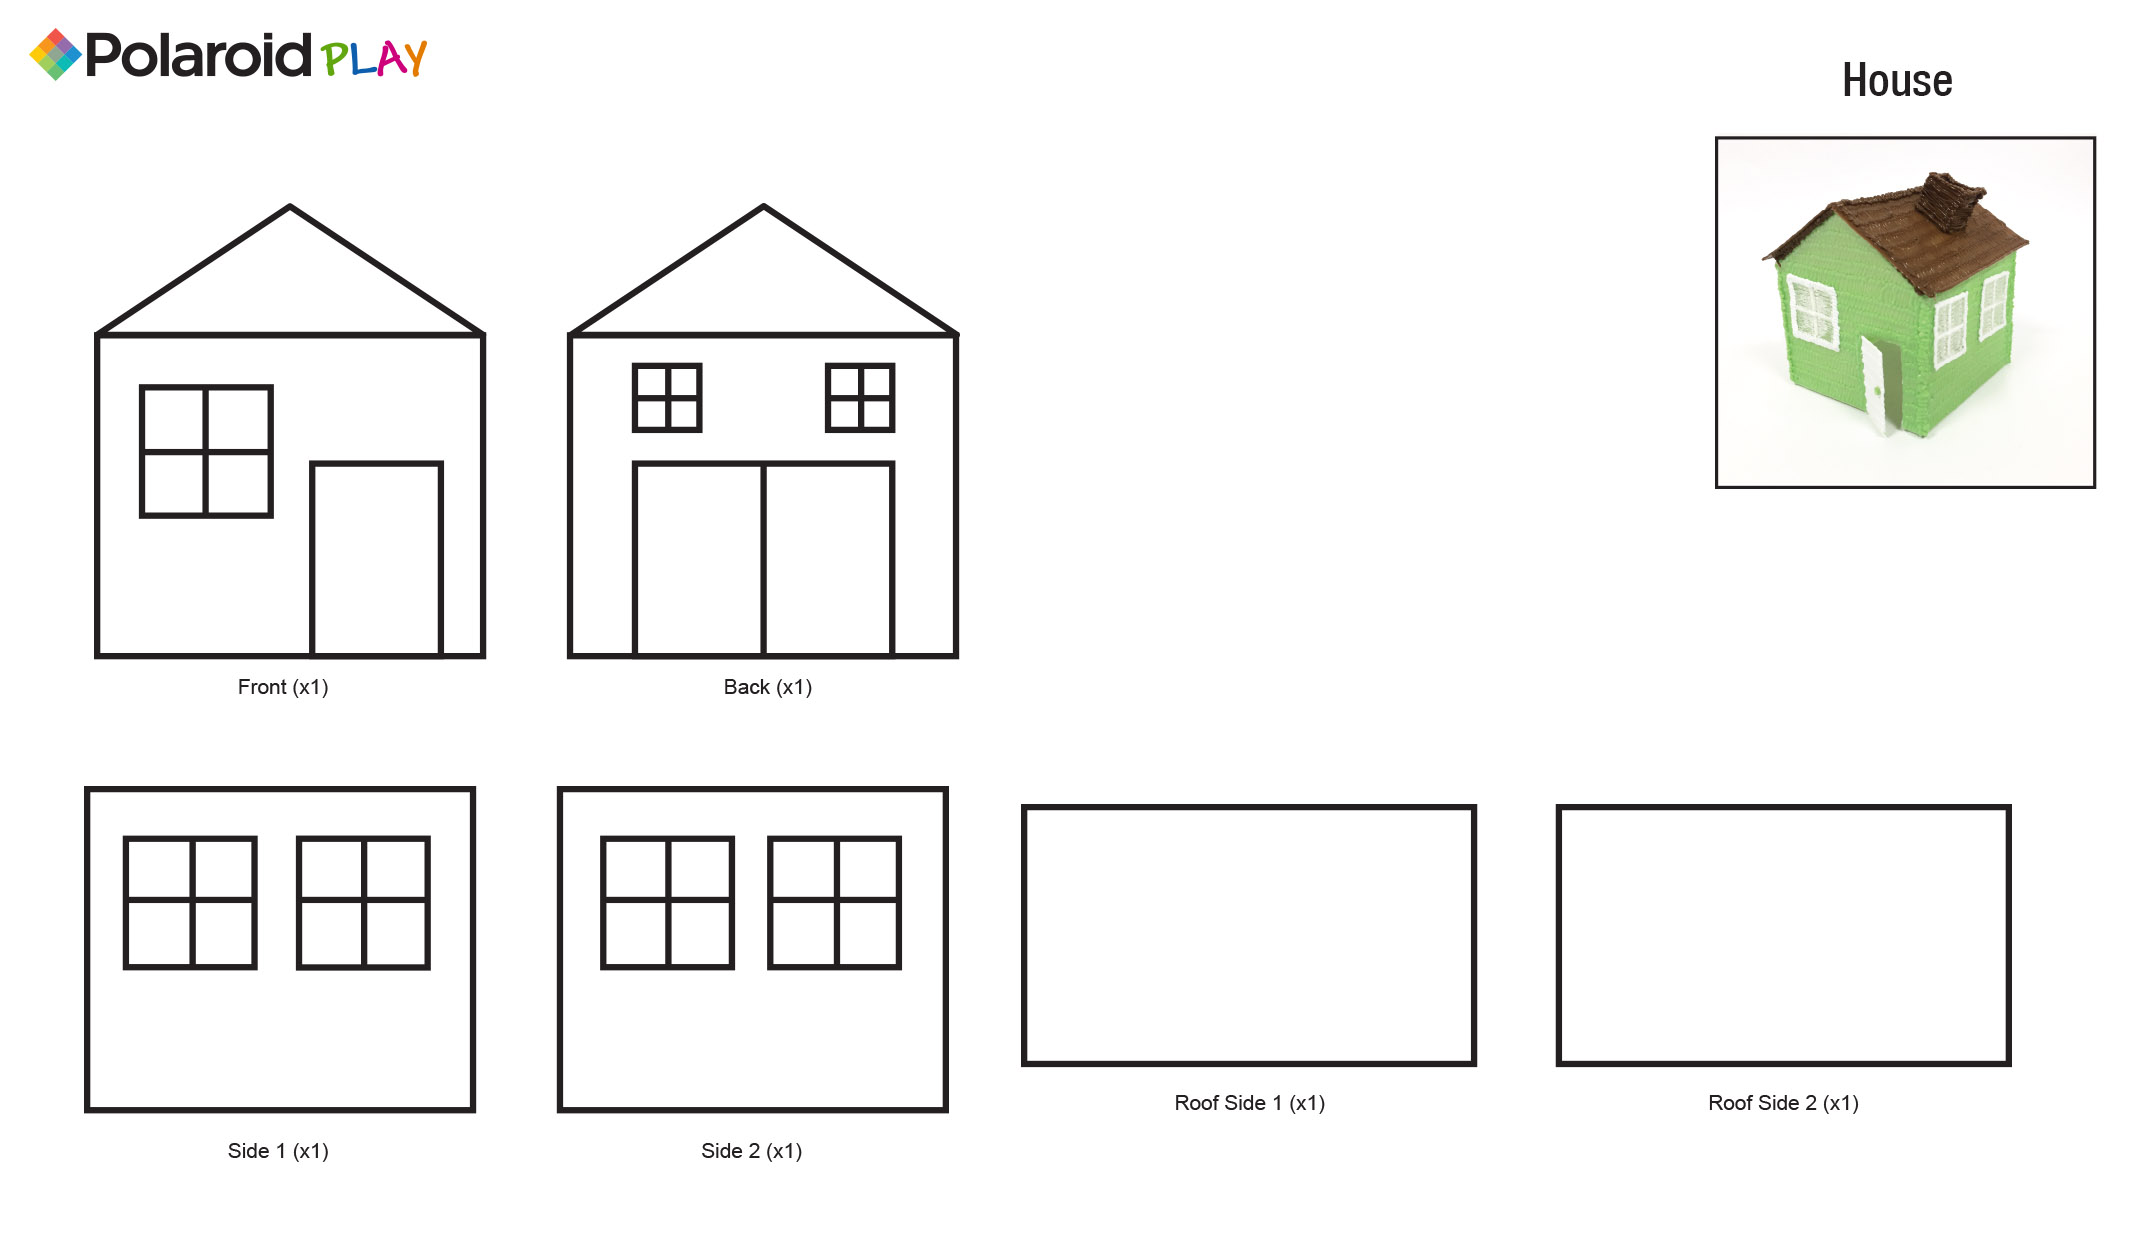 Polaroid PLAY
House
Front (x1)
Back (x1)
Side 1 (x1)
Side 2 (x1)
Roof Side 1 (x1)
Roof Side 2 (x1)